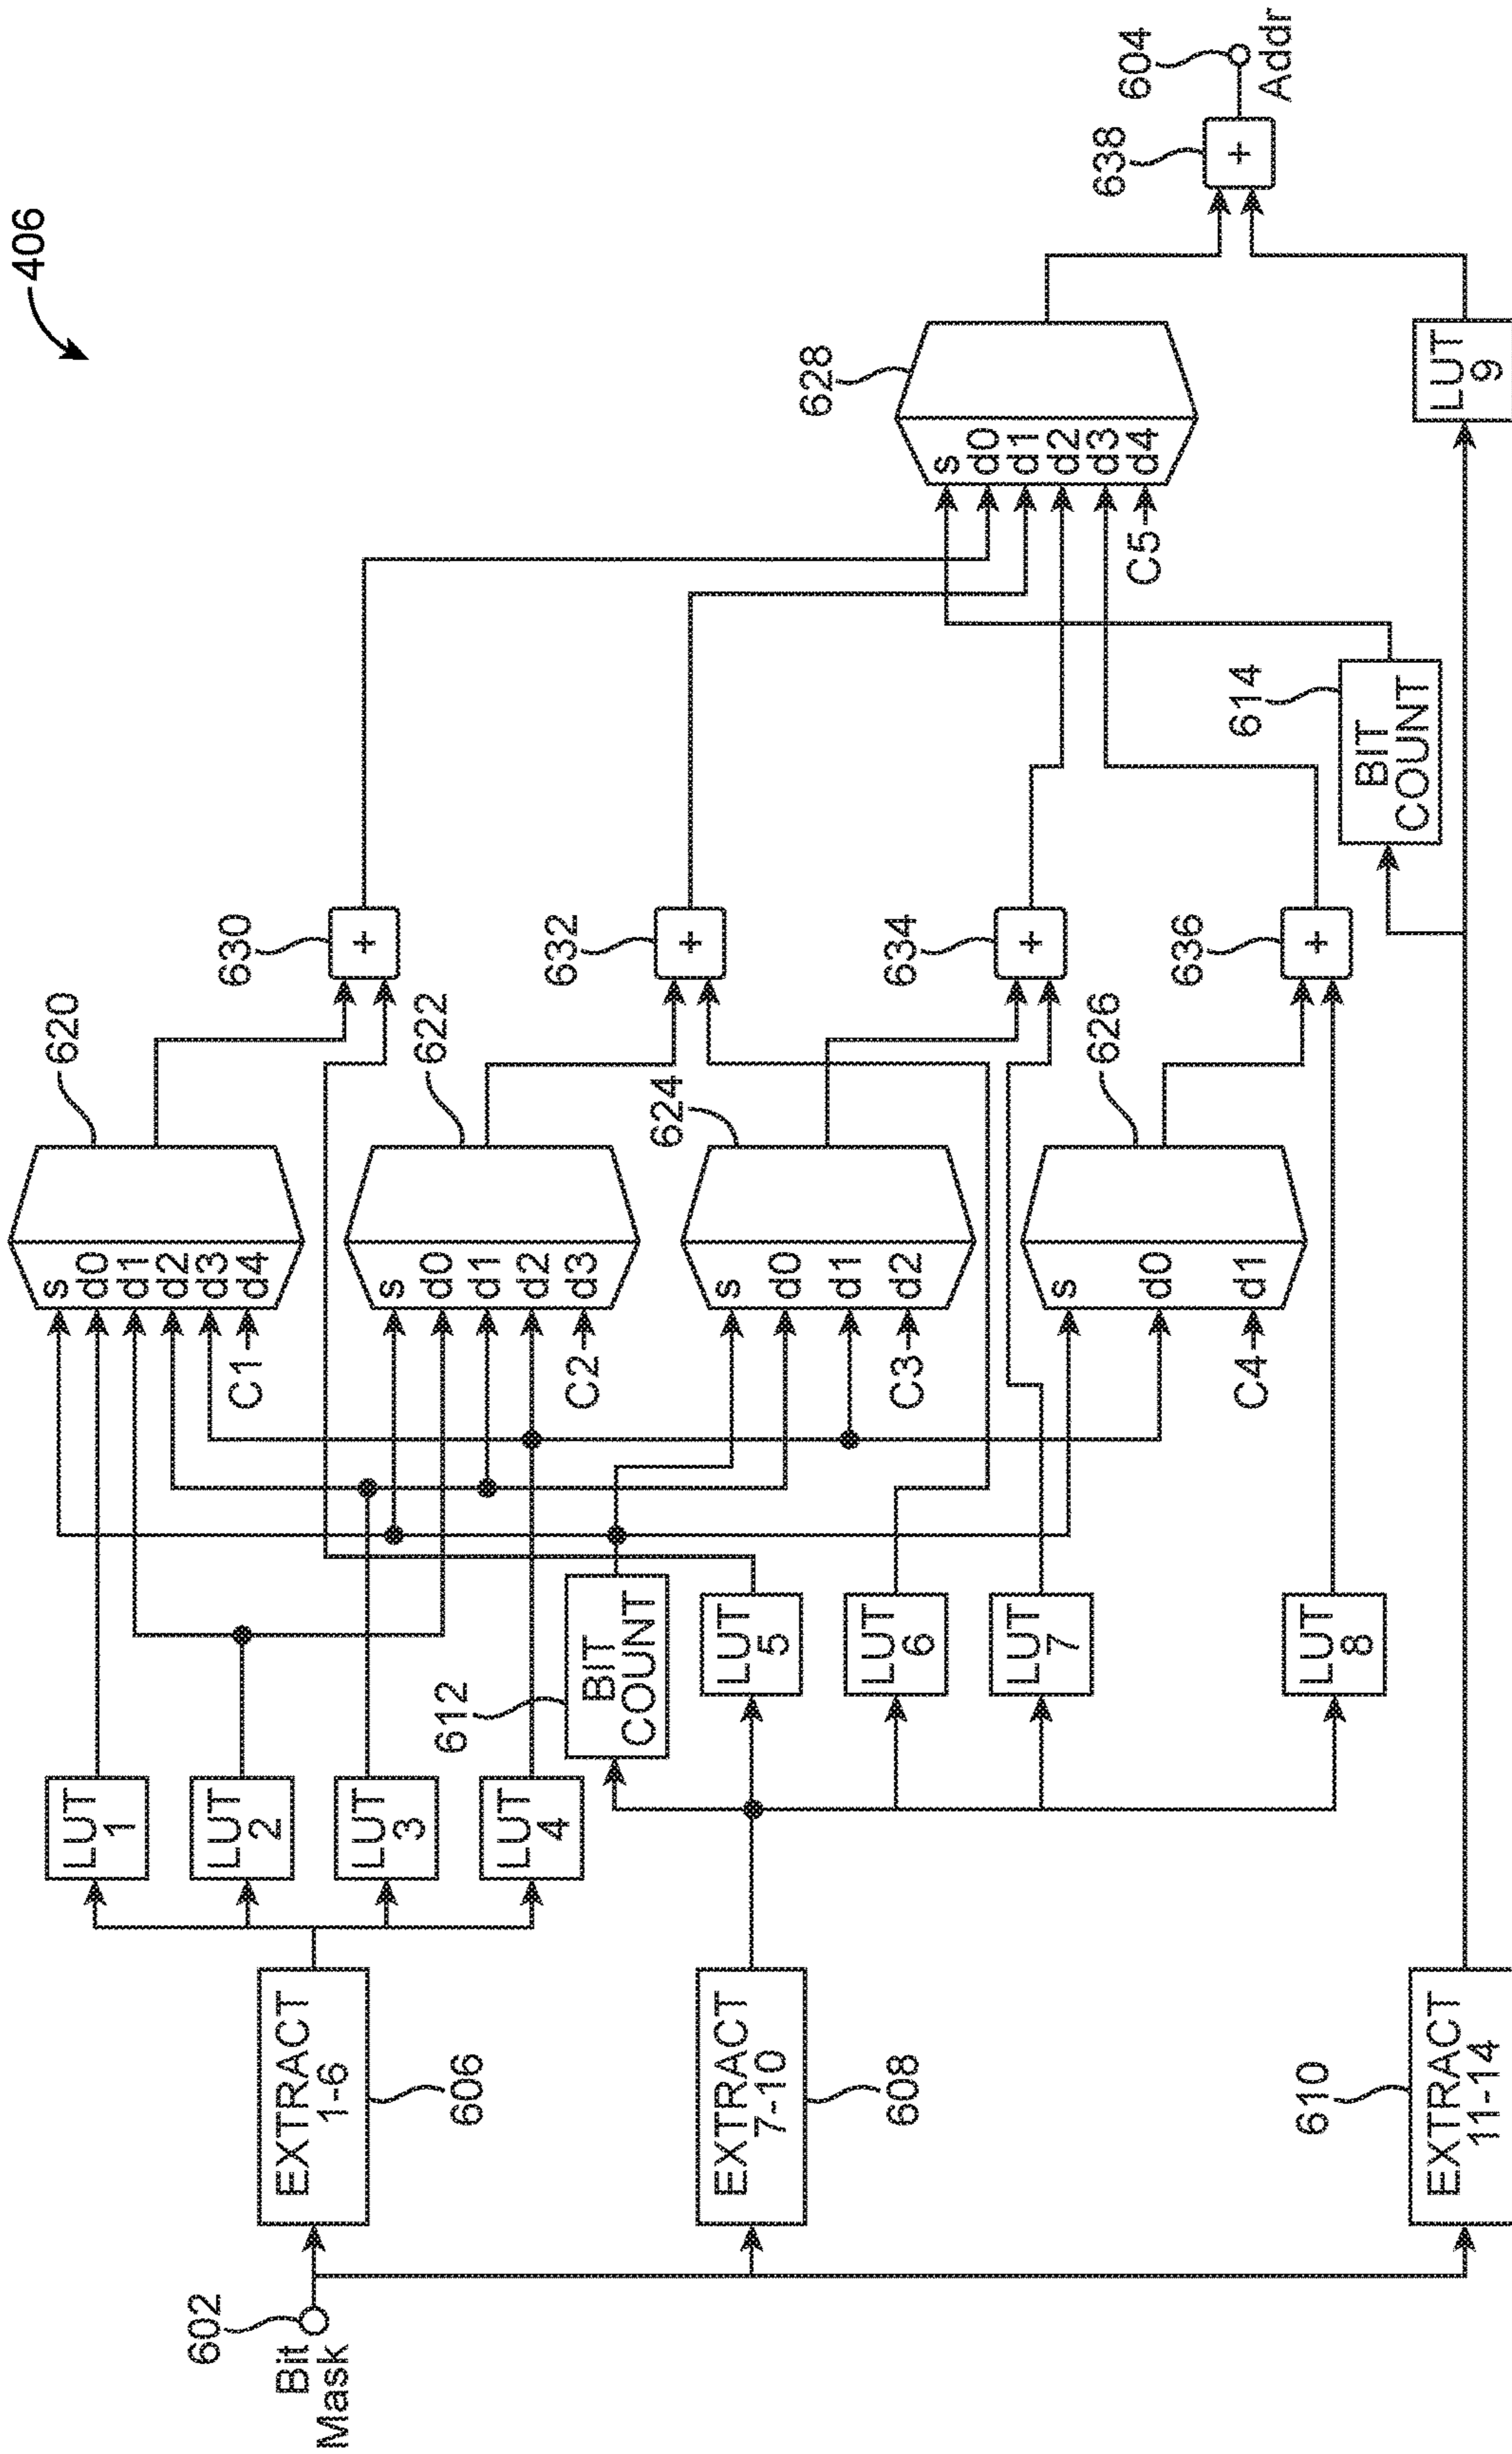 406
602
Bit
Mask
EXTRACT
1-6
606
EXTRACT
7-10
608
EXTRACT
11-14
610
LUT
1
LUT
2
LUT
3
LUT
4
612
BIT
COUNT
LUT
5
LUT
6
LUT
7
LUT
8
620
s
d0
d1
d2
d3
d4
C1
622
s
d0
d1
d2
d3
C2
624
s
d0
d1
d2
C3
626
s
d0
d1
C4
630
+
632
+
634
+
636
+
614
BIT
COUNT
628
s
d0
d1
d2
d3
d4
C5
LUT
9
638
+
604
Addr